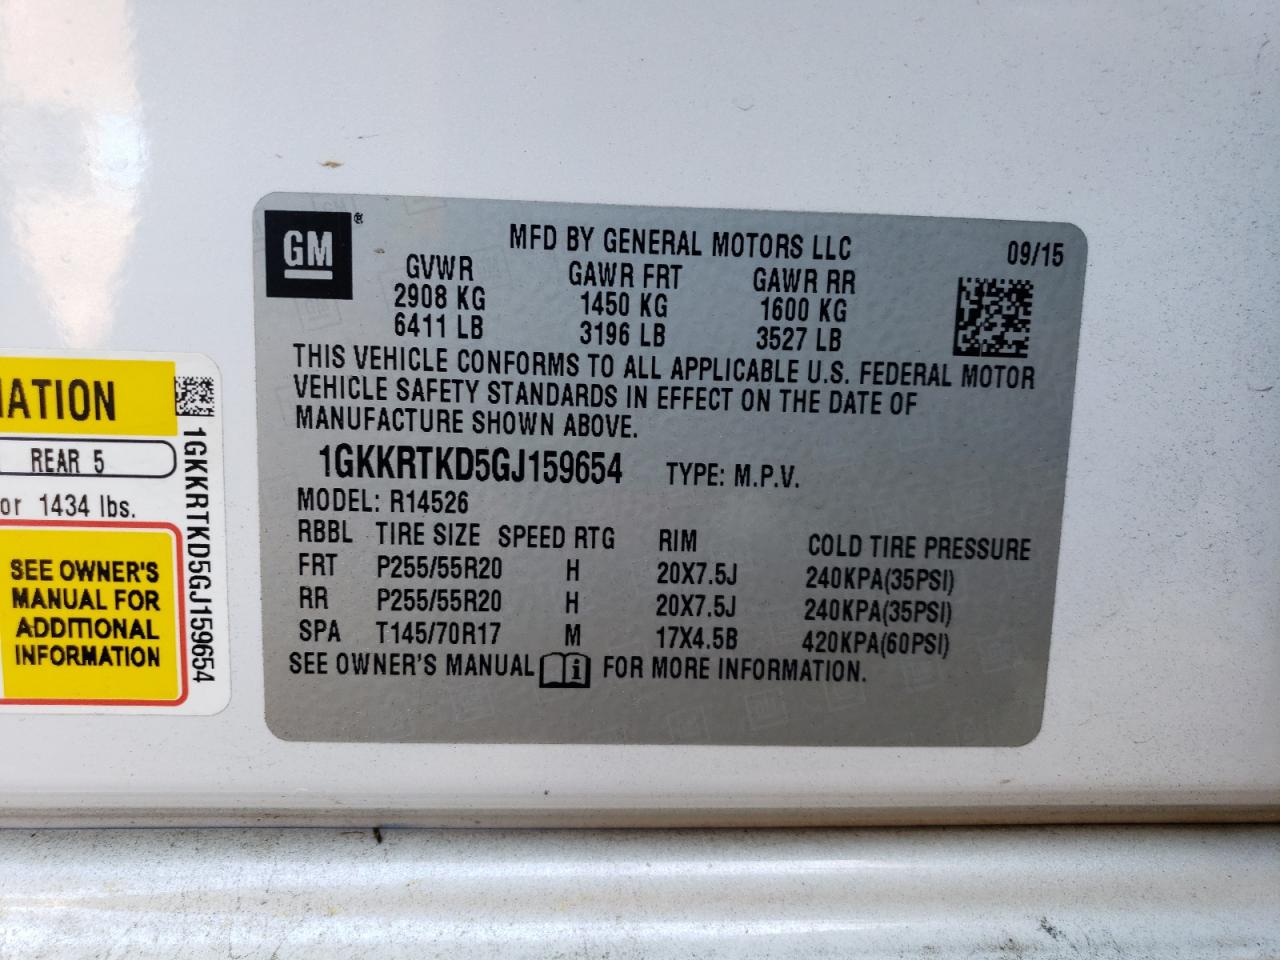 GM ®
MFD BY GENERAL MOTORS LLC 09/15
GVWR GAWR FRT GAWR RR
2908 KG 1450 KG 1600 KG
6411 LB 3196 LB 3527 LB
THIS VEHICLE CONFORMS TO ALL APPLICABLE U.S. FEDERAL MOTOR
VEHICLE SAFETY STANDARDS IN EFFECT ON THE DATE OF
MANUFACTURE SHOWN ABOVE.
1GKKRTKD5GJ159654 TYPE: M.P.V.
MODEL: R14526
RBBL TIRE SIZE SPEED RTG RIM COLD TIRE PRESSURE
FRT P255/55R20 H 20X7.5J 240KPA(35PSI)
RR P255/55R20 H 20X7.5J 240KPA(35PSI)
SPA T145/70R17 M 17X4.5B 420KPA(60PSI)
SEE OWNER'S MANUAL i FOR MORE INFORMATION.
MATION
REAR 5
or 1434 lbs.
SEE OWNER'S
MANUAL FOR
ADDITIONAL
INFORMATION
1GKKRTKD5GJ159654